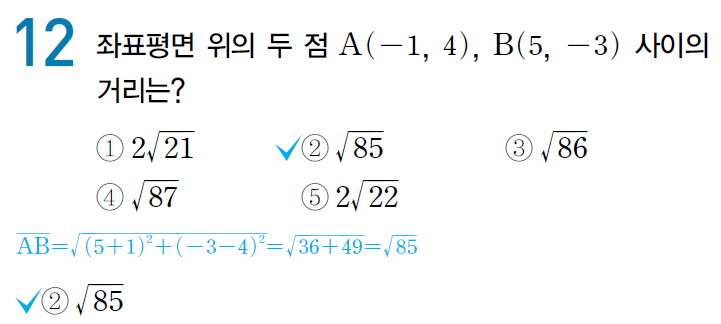 12 좌표평면 위의 두 점 A(−1, 4), B(5, −3) 사이의
거리는?
① 2√21 ✓② √85 ③ √86
④ √87 ⑤ 2√22
A̅B̅=√(5+1)²+(−3−4)²=√36+49=√85
✓② √85